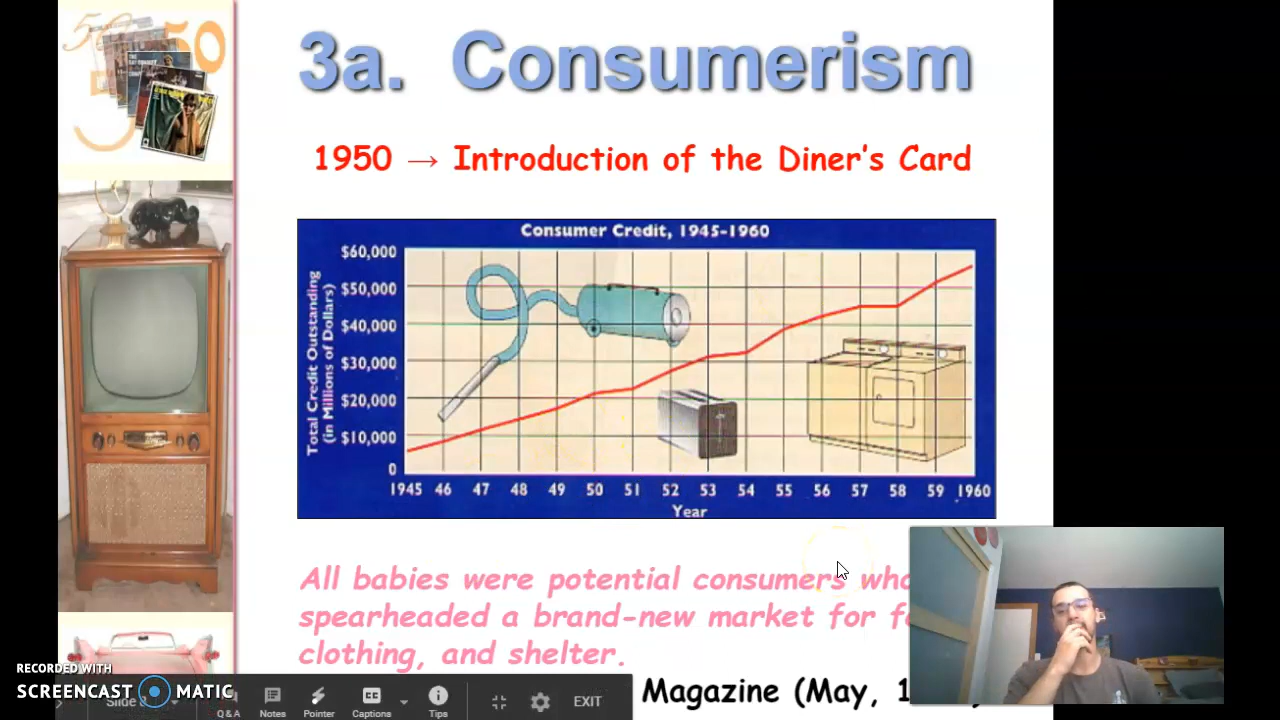 3a. Consumerism
1950 → Introduction of the Diner's Card
Consumer Credit, 1945-1960
Total Credit Outstanding
(in Millions of Dollars)
$60,000
$50,000
$40,000
$30,000
$20,000
$10,000
0
1945 46 47 48 49 50 51 52 53 54 55 56 57 58 59 1960
Year
All babies were potential consumers who
spearheaded a brand-new market for
clothing, and shelter.
Magazine (May,
RECORDED WITH
SCREENCAST MATIC
Slide
Q&A Notes Pointer Captions Tips EXIT
50